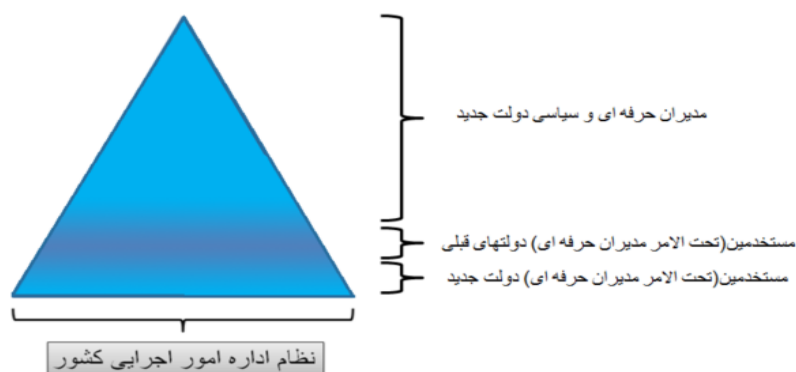 مدیران حرفه ای و سیاسی دولت جدید
مستخدمین(تحت الامر مدیران حرفه ای) دولتهای قبلی
مستخدمین(تحت الامر مدیران حرفه ای) دولت جدید
نظام اداره امور اجرایی کشور